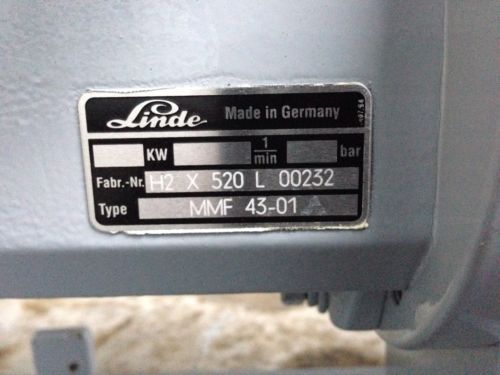 Linde Made in Germany
KW 1/min bar
Fabr.-Nr. H2 X 520 L 00232
Type MMF 43-01